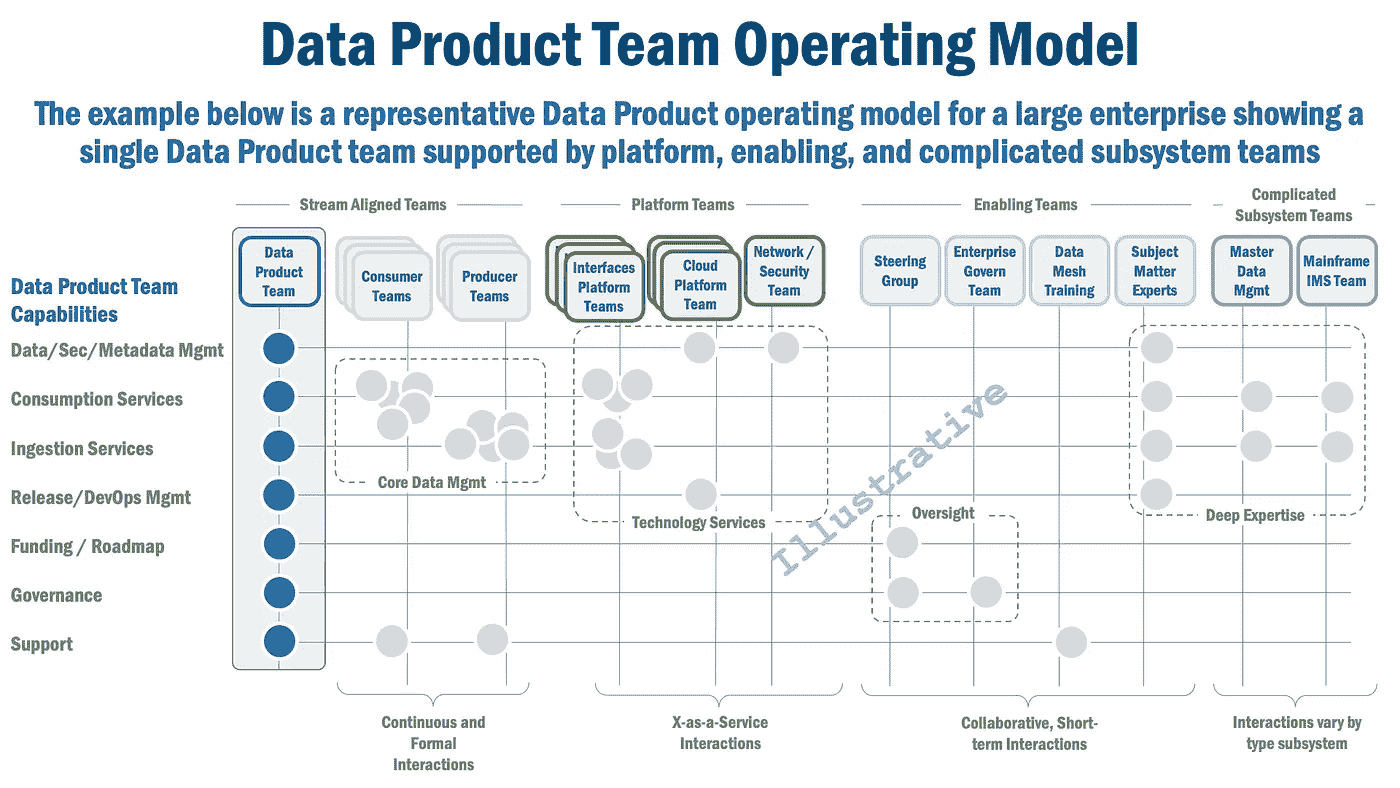 Data Product Team Operating Model
The example below is a representative Data Product operating model for a large enterprise showing a
single Data Product team supported by platform, enabling, and complicated subsystem teams
Stream Aligned Teams
Platform Teams
Enabling Teams
Complicated
Subsystem Teams
Data
Product
Team
Consumer
Teams
Producer
Teams
Interfaces
Platform
Teams
Cloud
Platform
Team
Network /
Security
Team
Steering
Group
Enterprise
Govern
Team
Data
Mesh
Training
Subject
Matter
Experts
Master
Data
Mgmt
Mainframe
IMS Team
Data Product Team
Capabilities
Data/Sec/Metadata Mgmt
Consumption Services
Ingestion Services
Release/DevOps Mgmt
Funding / Roadmap
Governance
Support
Core Data Mgmt
Technology Services
Illustrative
Oversight
Deep Expertise
Continuous and
Formal
Interactions
X-as-a-Service
Interactions
Collaborative, Short-
term Interactions
Interactions vary by
type subsystem